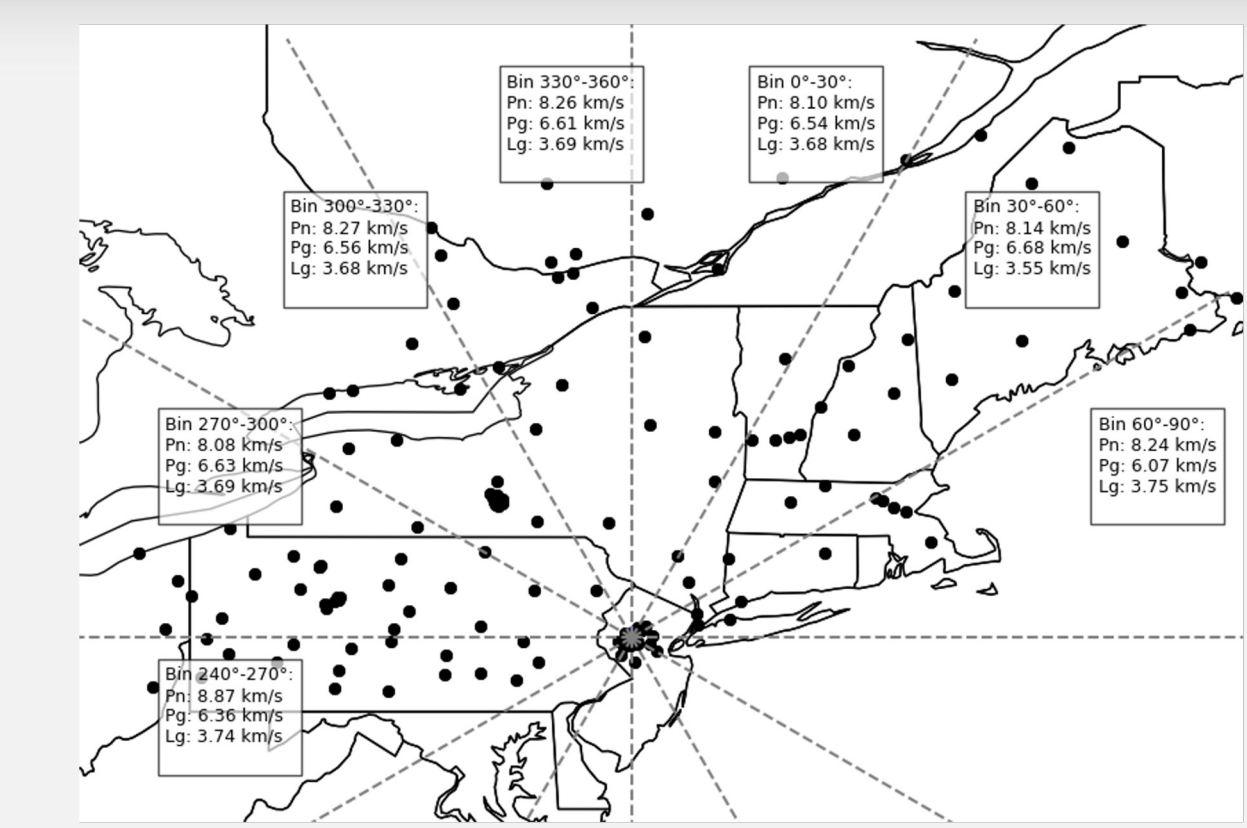 Bin 330°-360°:
Pn: 8.26 km/s
Pg: 6.61 km/s
Lg: 3.69 km/s
Bin 0°-30°:
Pn: 8.10 km/s
Pg: 6.54 km/s
Lg: 3.68 km/s
Bin 300°-330°:
Pn: 8.27 km/s
Pg: 6.56 km/s
Lg: 3.68 km/s
Bin 30°-60°:
Pn: 8.14 km/s
Pg: 6.68 km/s
Lg: 3.55 km/s
Bin 270°-300°:
Pn: 8.08 km/s
Pg: 6.63 km/s
Lg: 3.69 km/s
Bin 60°-90°:
Pn: 8.24 km/s
Pg: 6.07 km/s
Lg: 3.75 km/s
Bin 240°-270°:
Pn: 8.87 km/s
Pg: 6.36 km/s
Lg: 3.74 km/s